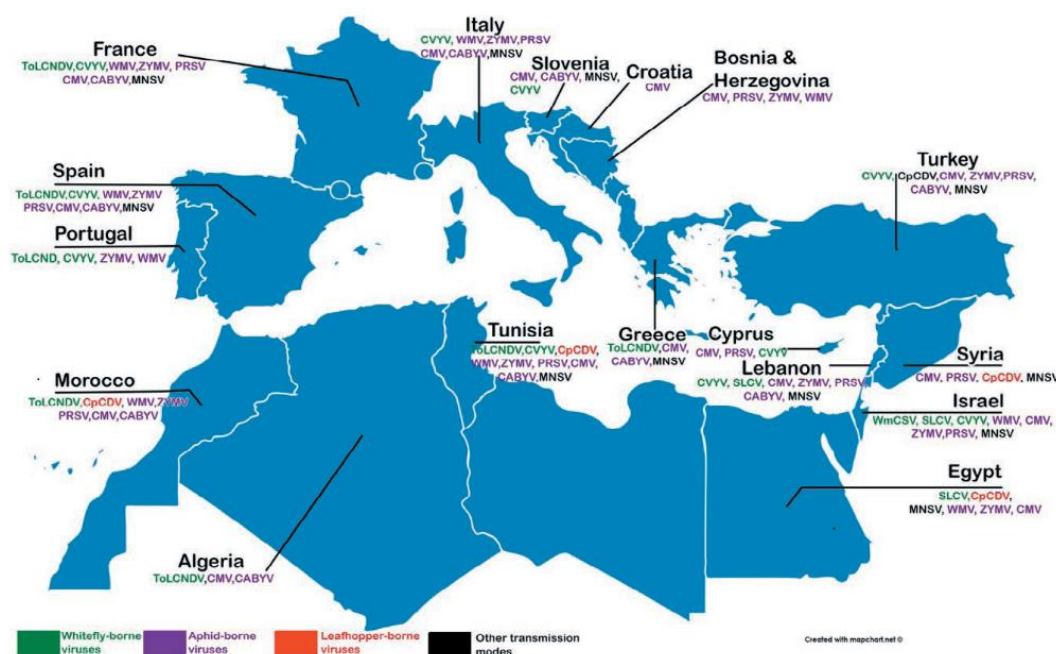 Italy
CVYV, WMV,ZYMV,PRSV
CMV,CABYV,MNSV
France
ToLCNDV,CVYV,WMV,ZYMV, PRSV
CMV,CABYV,MNSV
Slovenia
CMV, CABYV, MNSV,
CVYV
Croatia
CMV
Bosnia &
Herzegovina
CMV, PRSV, ZYMV, WMV
Spain
ToLCNDV,CVYV, WMV,ZYMV
PRSV,CMV,CABYV,MNSV
Turkey
CVYV,CpCDV,CMV, ZYMV,PRSV,
CABYV, MNSV
Portugal
ToLCND, CVYV, ZYMV, WMV
Tunisia
ToLCNDV,CVYV,CpCDV,
WMV,ZYMV, PRSV,CMV,
CABYV,MNSV
Greece
ToLCNDV,CMV,
CABYV,MNSV
Cyprus
CMV, PRSV, CVYV
Lebanon
CVYV, SLCV, CMV, ZYMV, PRSV,
CABYV, MNSV
Syria
CMV, PRSV, CpCDV, MNSV
Morocco
ToLCNDV,CpCDV, WMV,ZYMV
PRSV,CMV,CABYV
Israel
WmCSV, SLCV, CVYV, WMV, CMV,
ZYMV,PRSV, MNSV
Egypt
SLCV,CpCDV,
MNSV, WMV, ZYMV, CMV
Algeria
ToLCNDV,CMV,CABYV
Whitefly-borne
viruses
Aphid-borne
viruses
Leafhopper-borne
viruses
Other transmission
modes
Created with mapchart.net ©